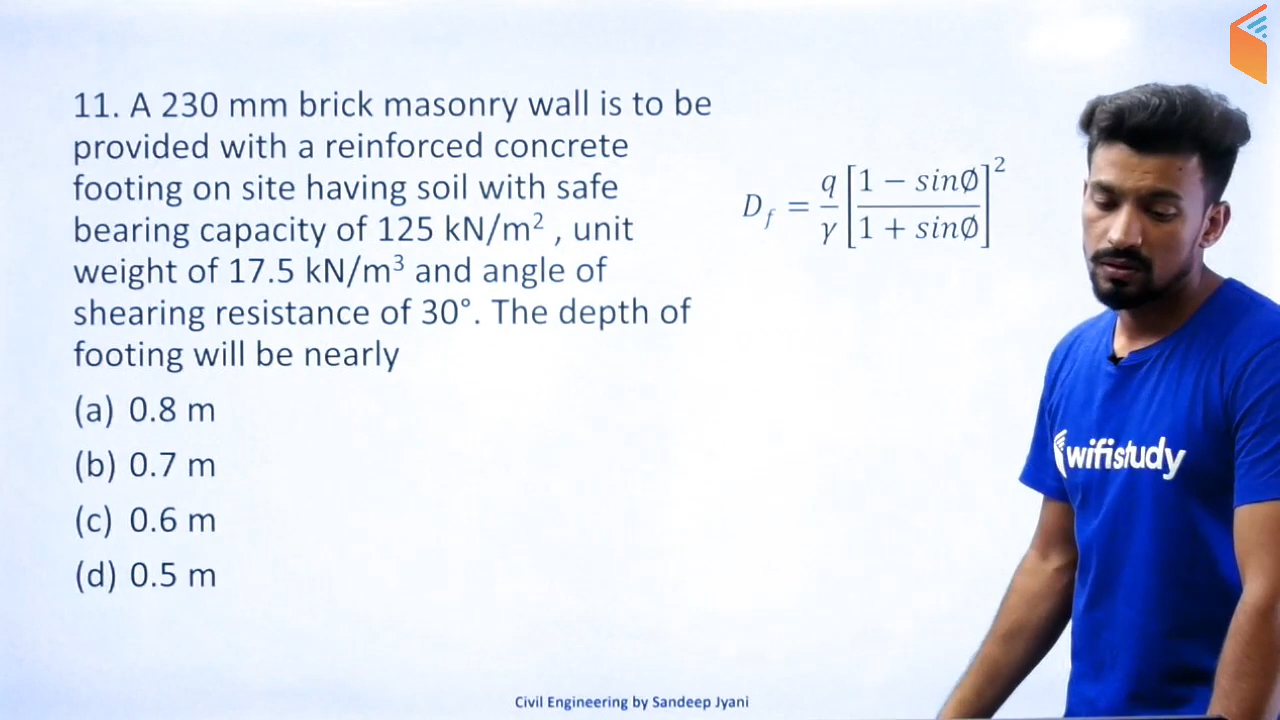 11. A 230 mm brick masonry wall is to be
provided with a reinforced concrete
footing on site having soil with safe
bearing capacity of 125 kN/m² , unit
weight of 17.5 kN/m³ and angle of
shearing resistance of 30°. The depth of
footing will be nearly
(a) 0.8 m
(b) 0.7 m
(c) 0.6 m
(d) 0.5 m
D_f = q/γ [1 − sin∅ / 1 + sin∅]²
wifistudy
Civil Engineering by Sandeep Jyani